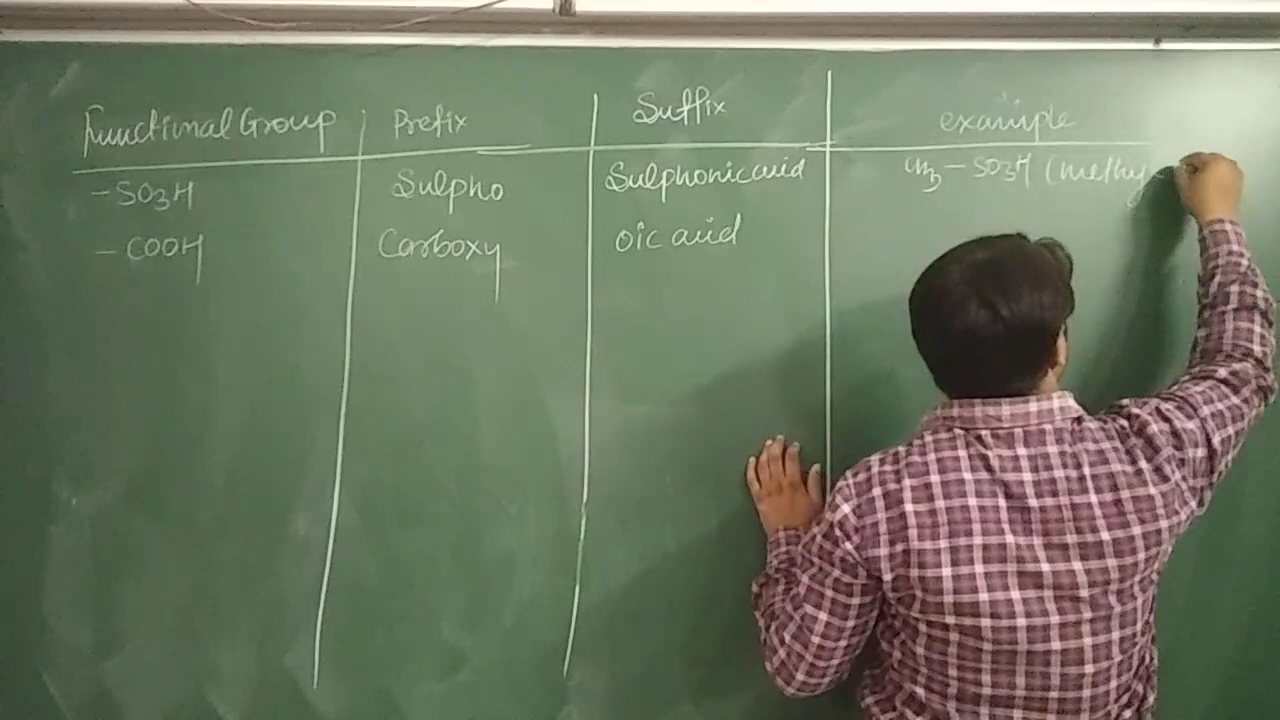 Functional Group Prefix Suffix example
-SO3H Sulpho Sulphonic acid CH3-SO3H (methy
-COOH Carboxy oic acid